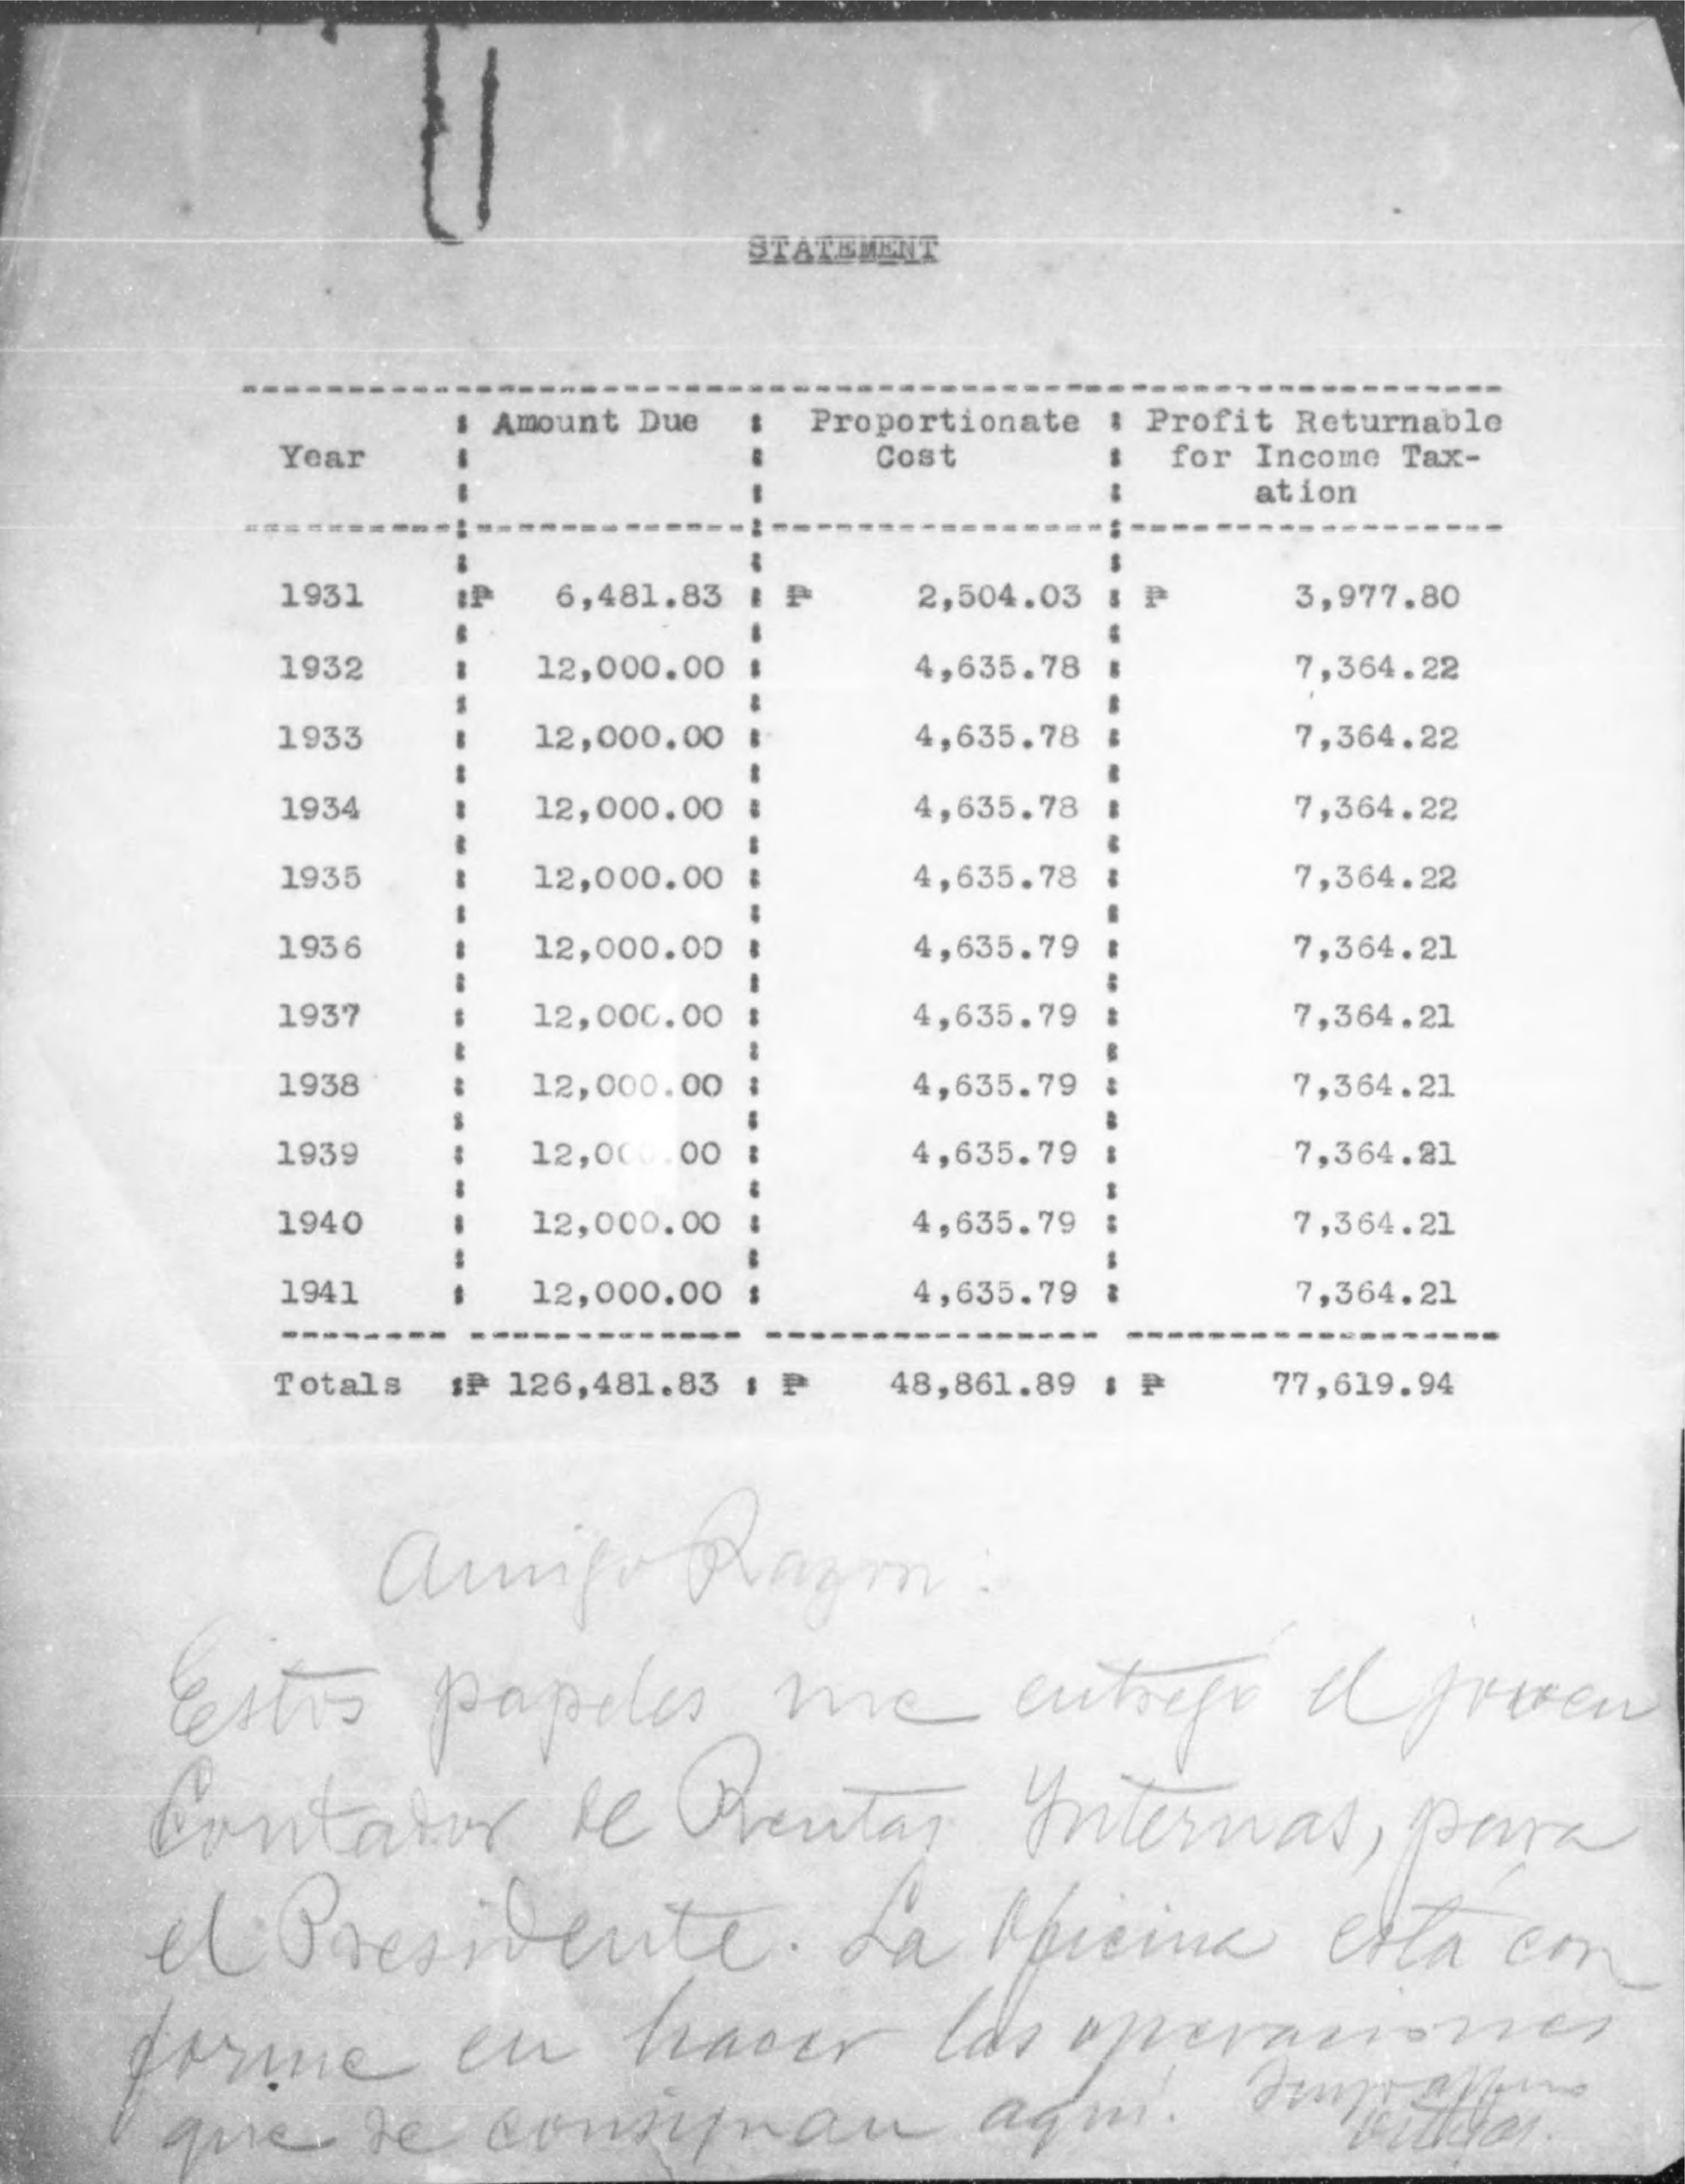 STATEMENT
Amount Due : Proportionate : Profit Returnable
Year : Cost : for Income Tax-
ation
1931 :₱ 6,481.83 : ₱ 2,504.03 : ₱ 3,977.80
1932 : 12,000.00 : 4,635.78 : 7,364.22
1933 : 12,000.00 : 4,635.78 : 7,364.22
1934 : 12,000.00 : 4,635.78 : 7,364.22
1935 : 12,000.00 : 4,635.78 : 7,364.22
1936 : 12,000.00 : 4,635.79 : 7,364.21
1937 : 12,000.00 : 4,635.79 : 7,364.21
1938 : 12,000.00 : 4,635.79 : 7,364.21
1939 : 12,000.00 : 4,635.79 : 7,364.21
1940 : 12,000.00 : 4,635.79 : 7,364.21
1941 : 12,000.00 : 4,635.79 : 7,364.21
Totals :₱ 126,481.83 : ₱ 48,861.89 : ₱ 77,619.94
Amigo Razon:
Estos papeles me entregó el joven
Contador de Rentas Internas, para
el Presidente. La Oficina está con
forme en hacer las operaciones
que se consignan aquí.